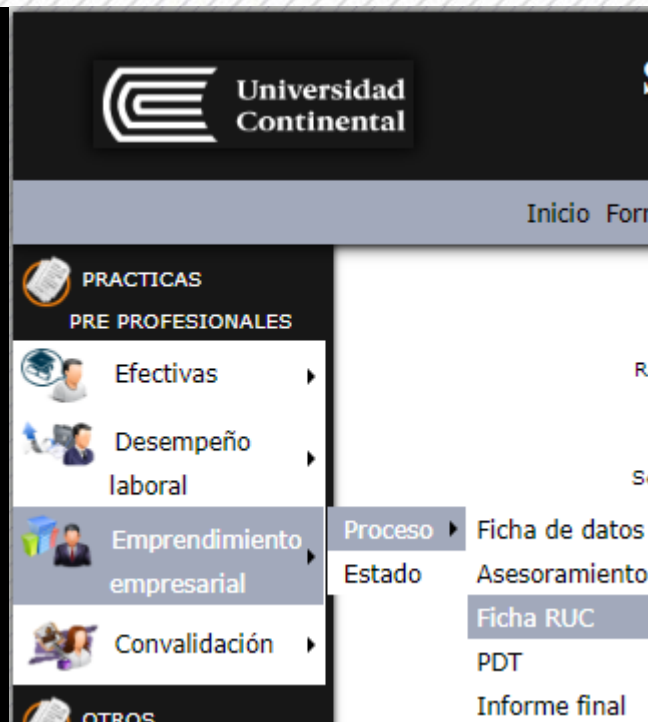 Universidad
Continental
Inicio
PRACTICAS
PRE PROFESIONALES
Efectivas
Desempeño
laboral
Emprendimiento
empresarial
Convalidación
Proceso
Estado
Ficha de datos
Asesoramiento
Ficha RUC
PDT
Informe final
OTROS